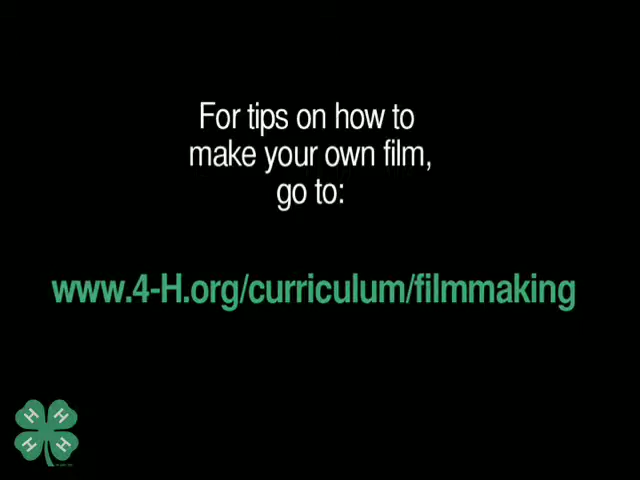 For tips on how to
make your own film,
go to:
www.4-H.org/curriculum/filmmaking
H H
H H